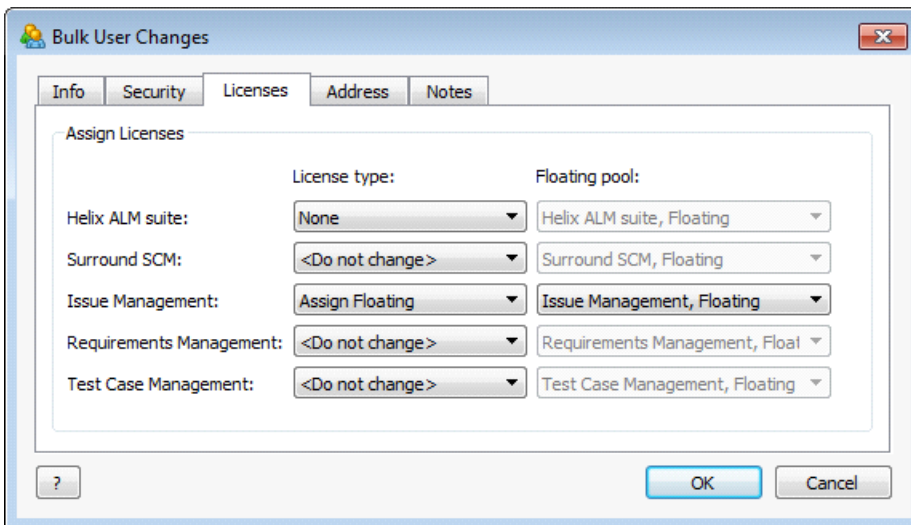 Bulk User Changes
Info Security Licenses Address Notes
Assign Licenses
License type: Floating pool:
Helix ALM suite: None Helix ALM suite, Floating
Surround SCM: <Do not change> Surround SCM, Floating
Issue Management: Assign Floating Issue Management, Floating
Requirements Management: <Do not change> Requirements Management, Float
Test Case Management: <Do not change> Test Case Management, Floating
? OK Cancel